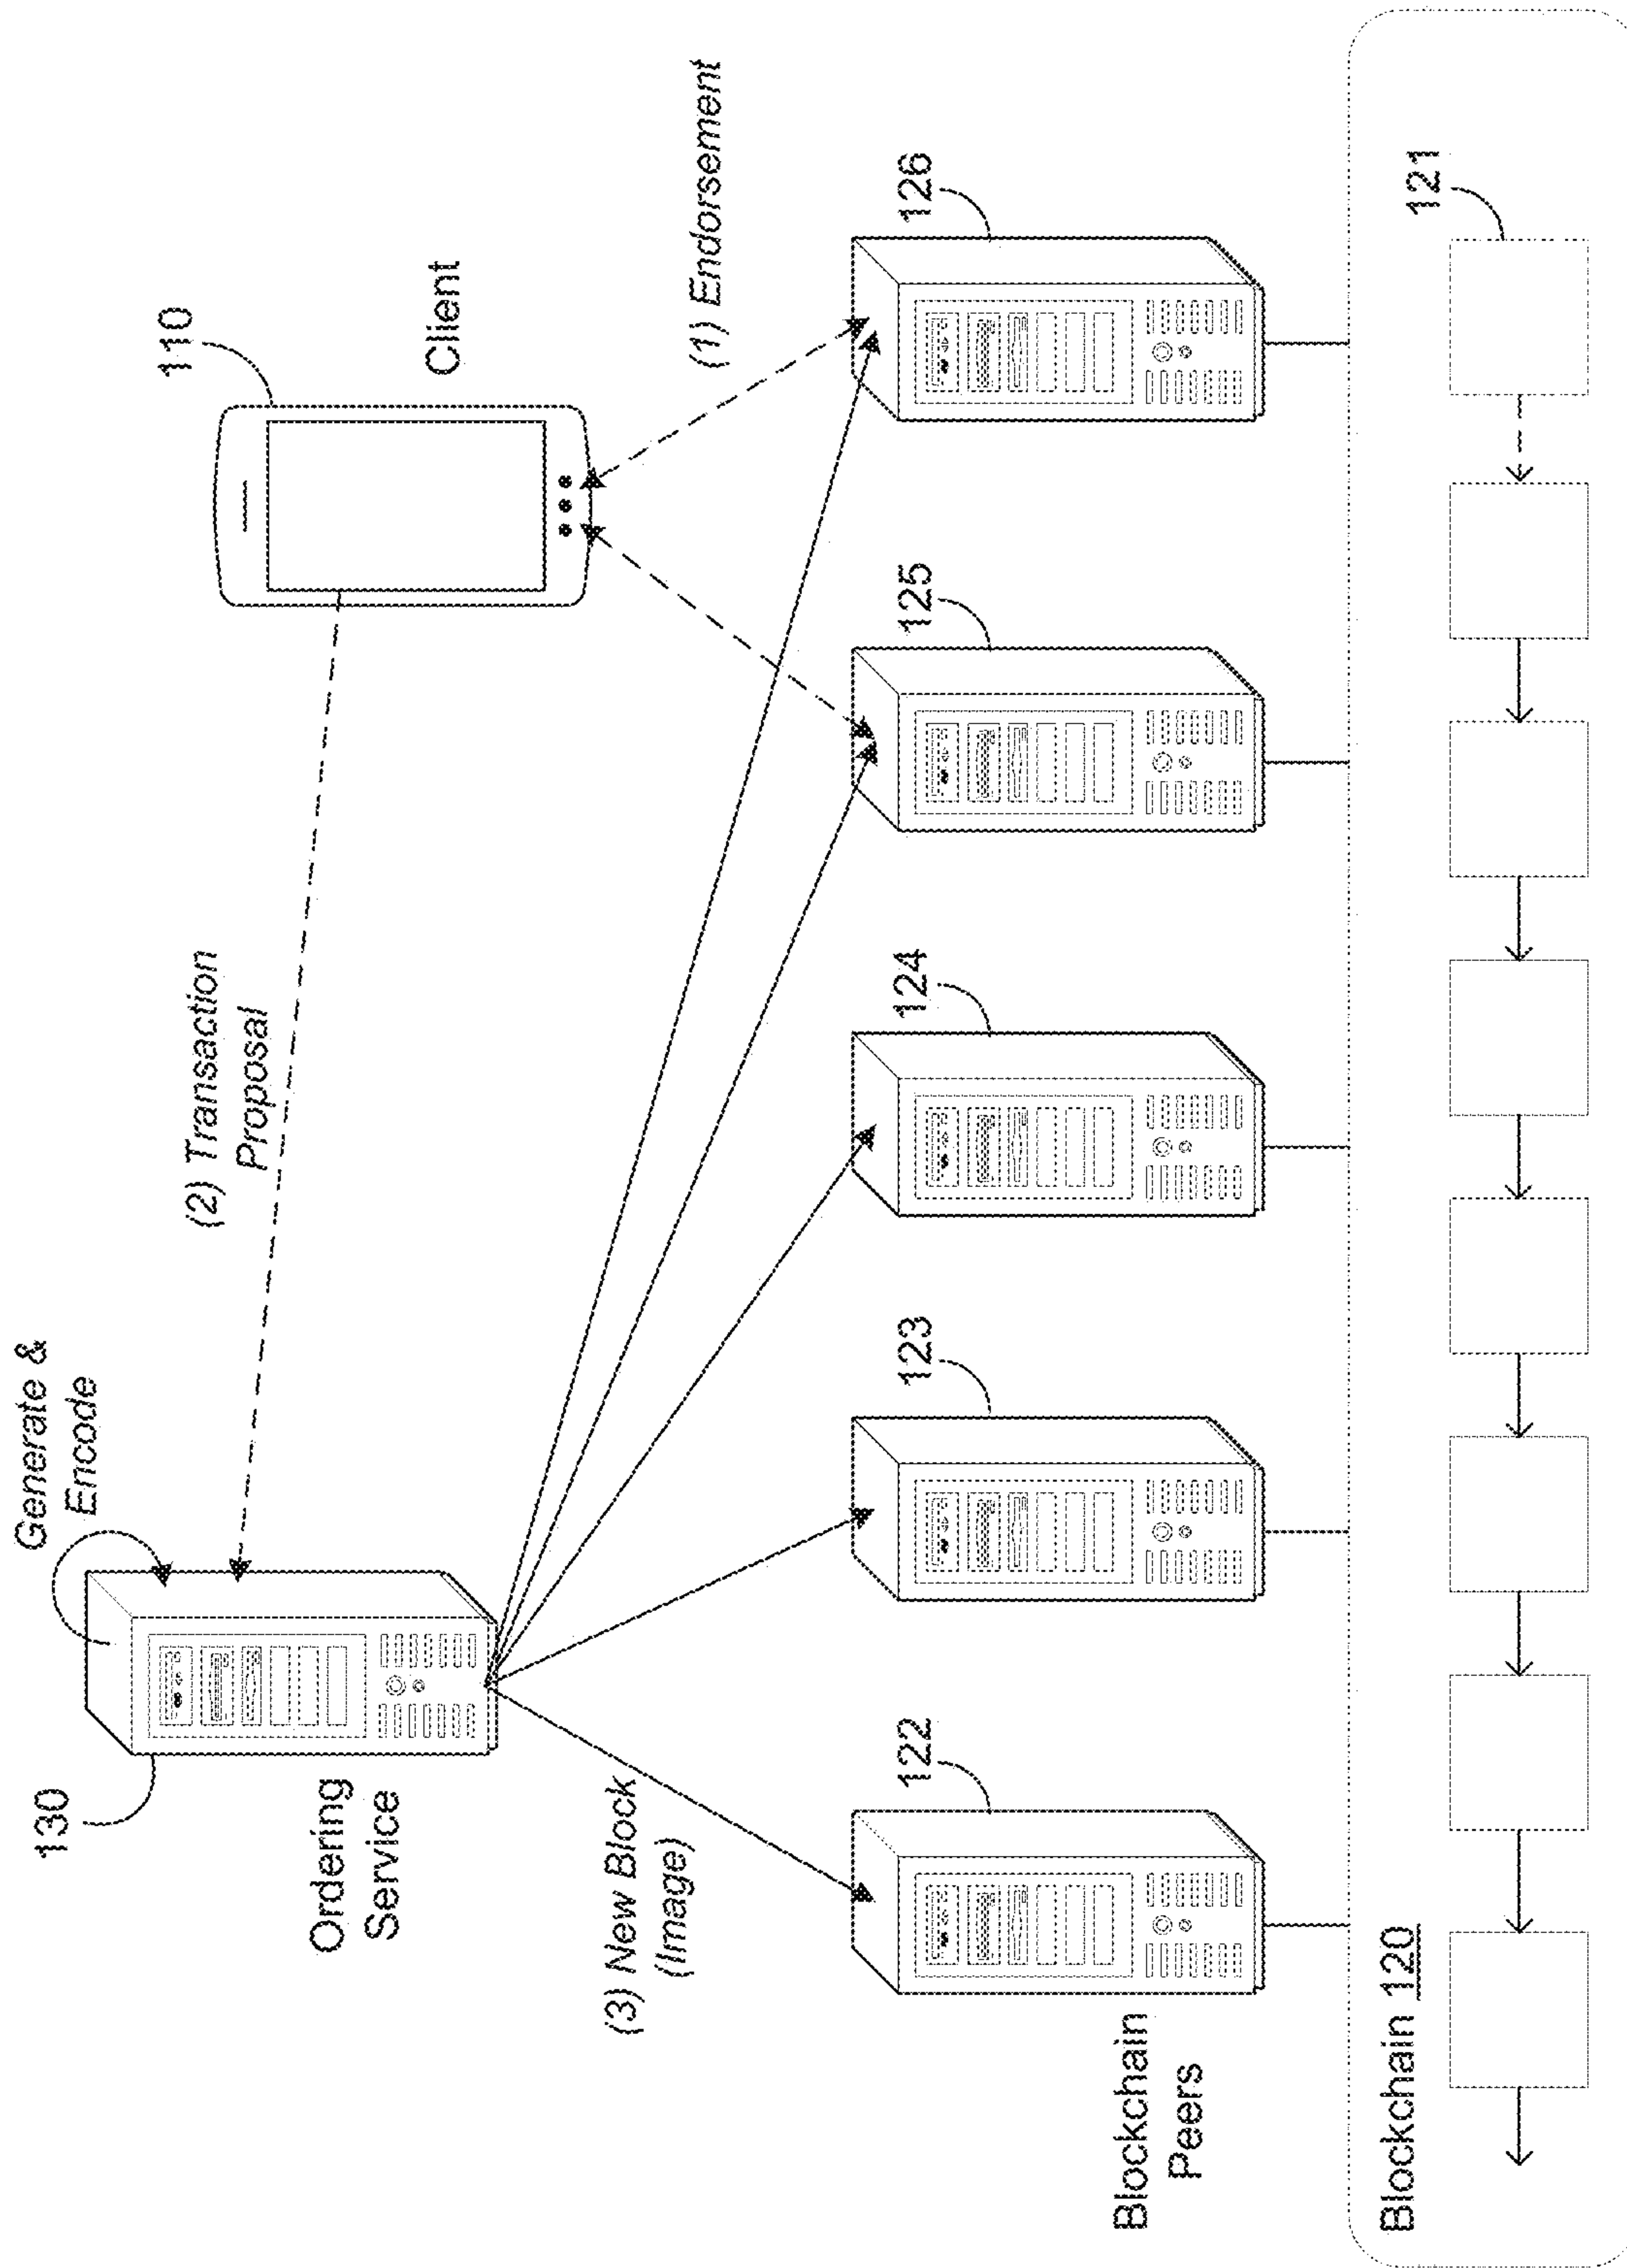 130
Generate &
Encode
Ordering
Service
(2) Transaction
Proposal
110
Client
(3) New Block
(Image)
(1) Endorsement
122
123
124
125
126
Blockchain
Peers
Blockchain 120
121